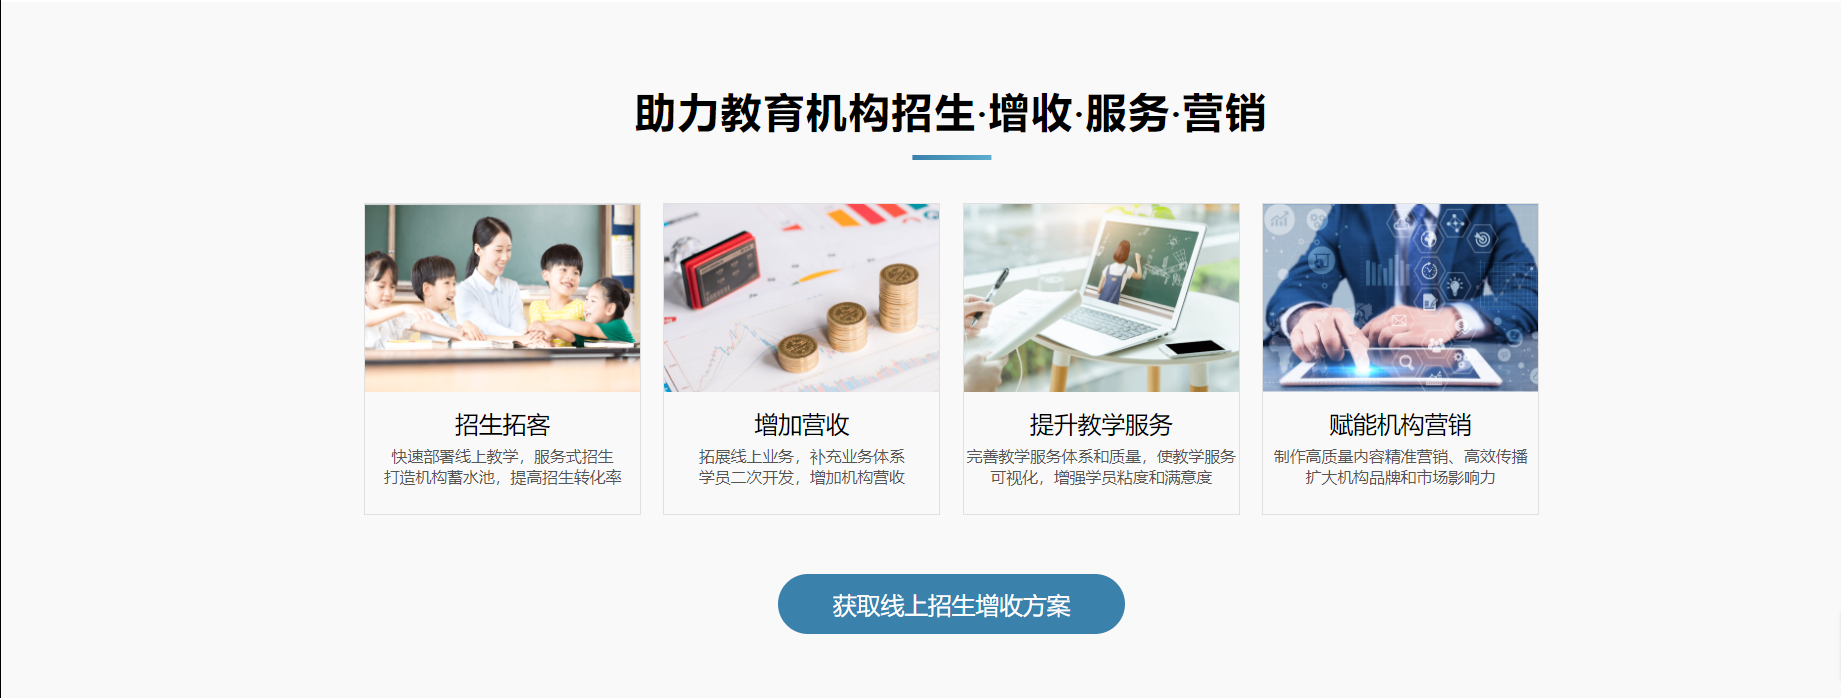 助力教育机构招生·增收·服务·营销
招生拓客
快速部署线上教学，服务式招生
打造机构蓄水池，提高招生转化率
增加营收
拓展线上业务，补充业务体系
学员二次开发，增加机构营收
提升教学服务
完善教学服务体系和质量，使教学服务
可视化，增强学员粘度和满意度
赋能机构营销
制作高质量内容精准营销、高效传播
扩大机构品牌和市场影响力
获取线上招生增收方案